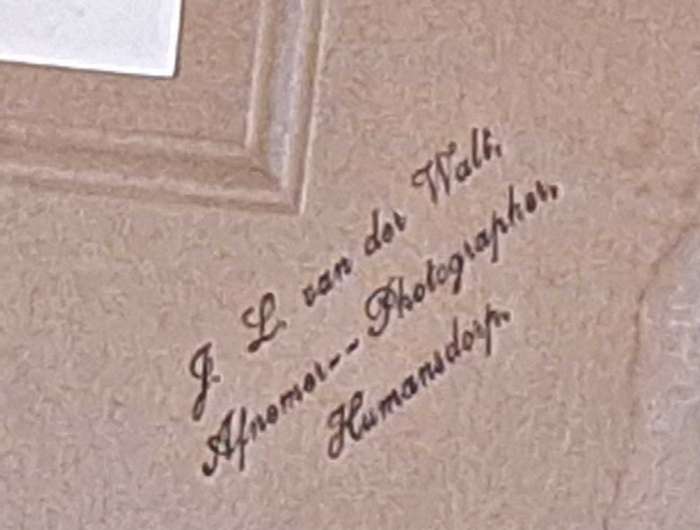 J. L. van der Walt,
Afnemer-- Photographer,
Humansdorp.